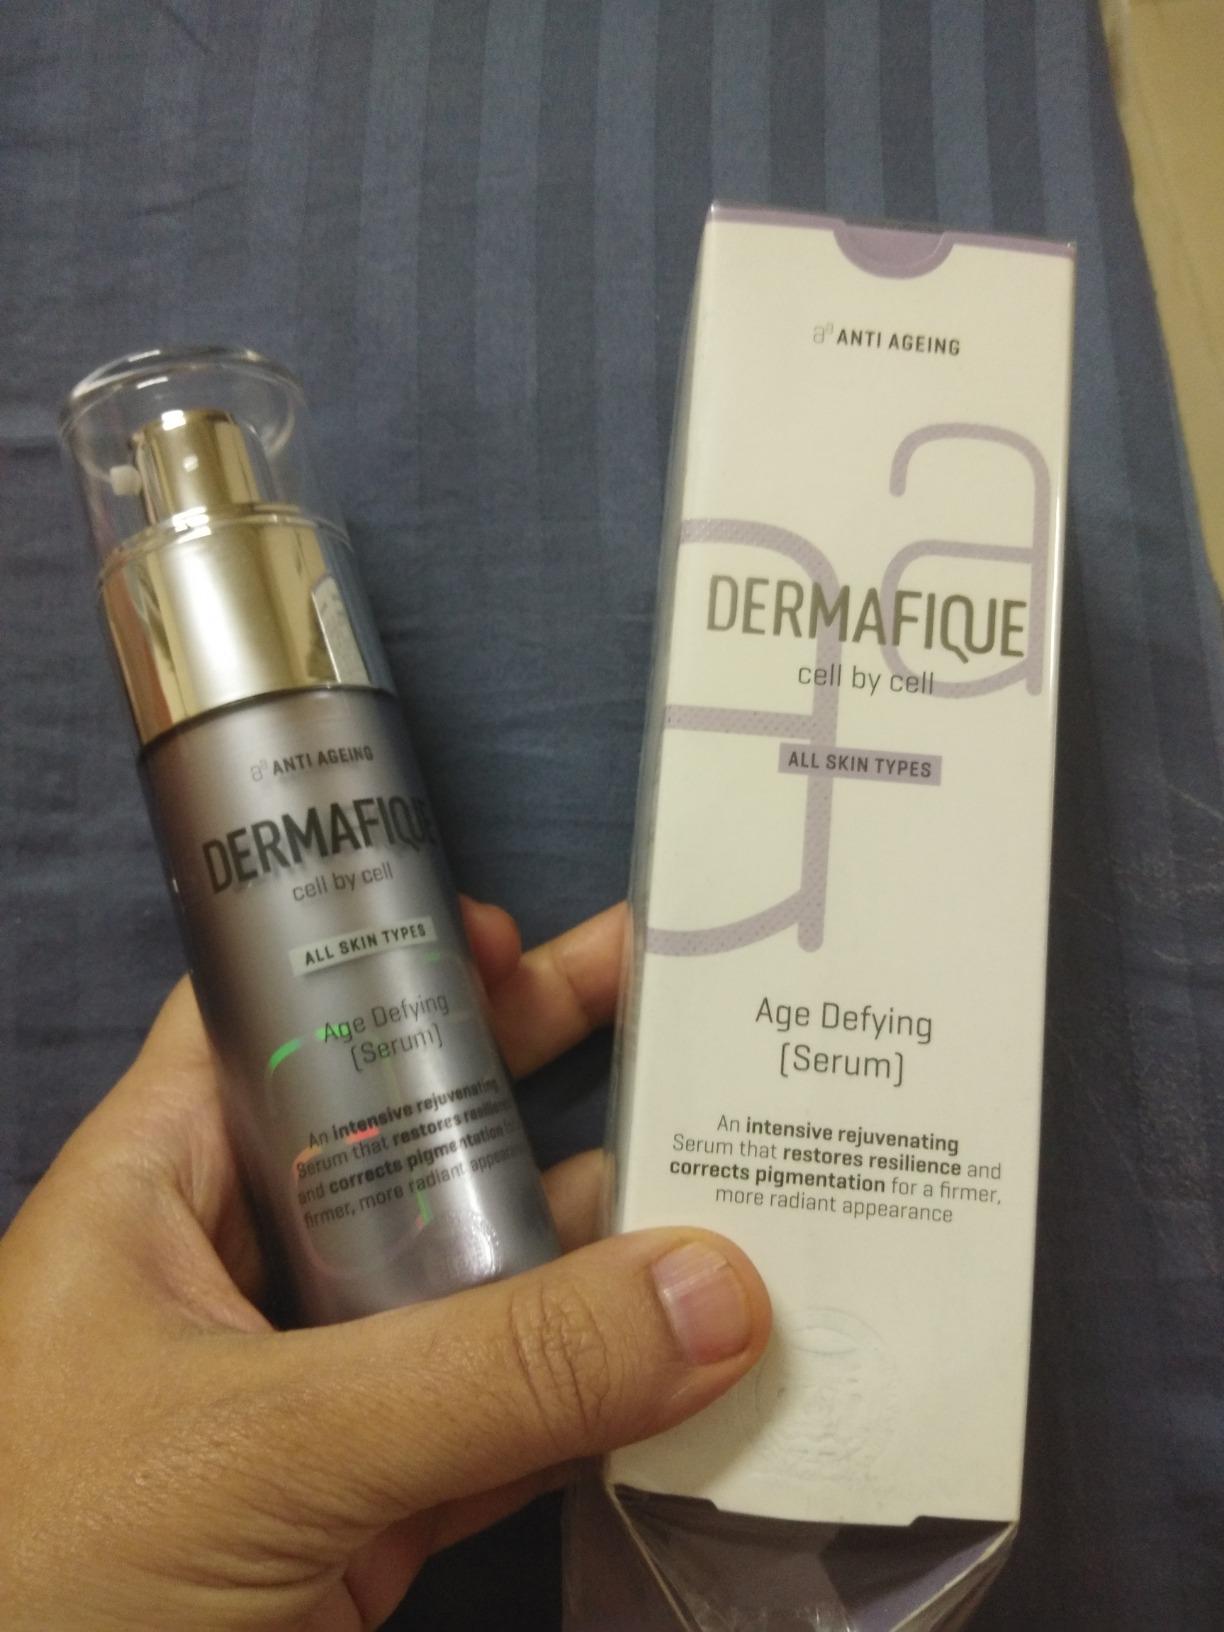 aª ANTI AGEING
DERMAFIQUE
cell by cell
ALL SKIN TYPES
Age Defying
[Serum]
An intensive rejuvenating
Serum that restores resilience
and corrects pigmentation
firmer, more radiant appearance
aª ANTI AGEING
DERMAFIQUE
cell by cell
ALL SKIN TYPES
Age Defying
[Serum]
An intensive rejuvenating
Serum that restores resilience and
corrects pigmentation for a firmer,
more radiant appearance